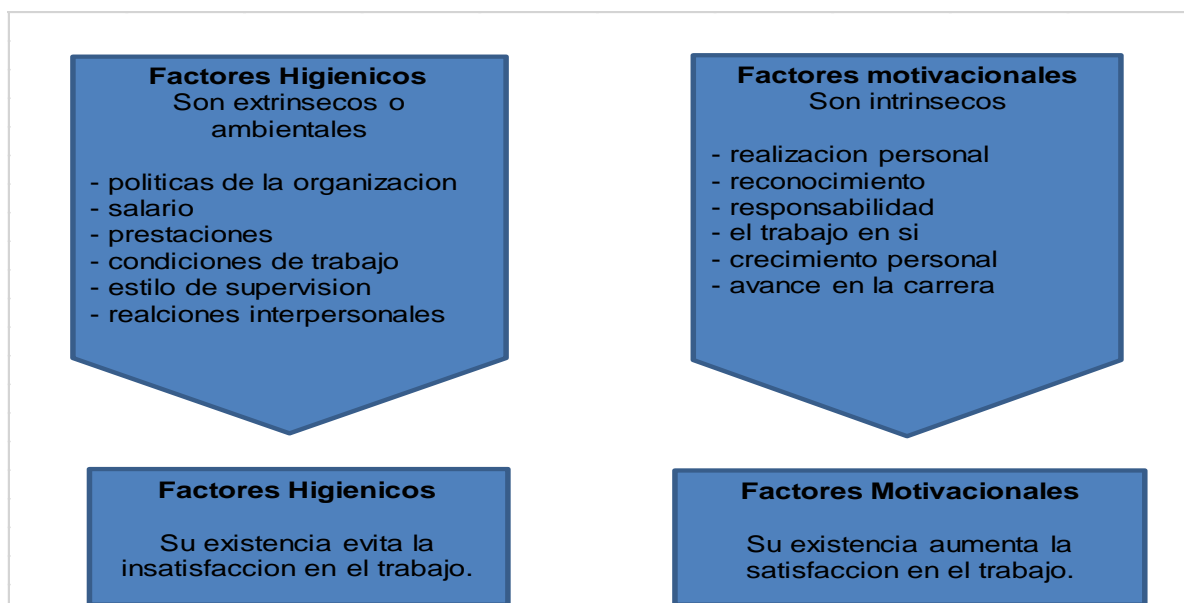 Factores Higienicos
Son extrinsecos o
ambientales
- politicas de la organizacion
- salario
- prestaciones
- condiciones de trabajo
- estilo de supervision
- realciones interpersonales
Factores motivacionales
Son intrinsecos
- realizacion personal
- reconocimiento
- responsabilidad
- el trabajo en si
- crecimiento personal
- avance en la carrera
Factores Higienicos
Su existencia evita la
insatisfaccion en el trabajo.
Factores Motivacionales
Su existencia aumenta la
satisfaccion en el trabajo.